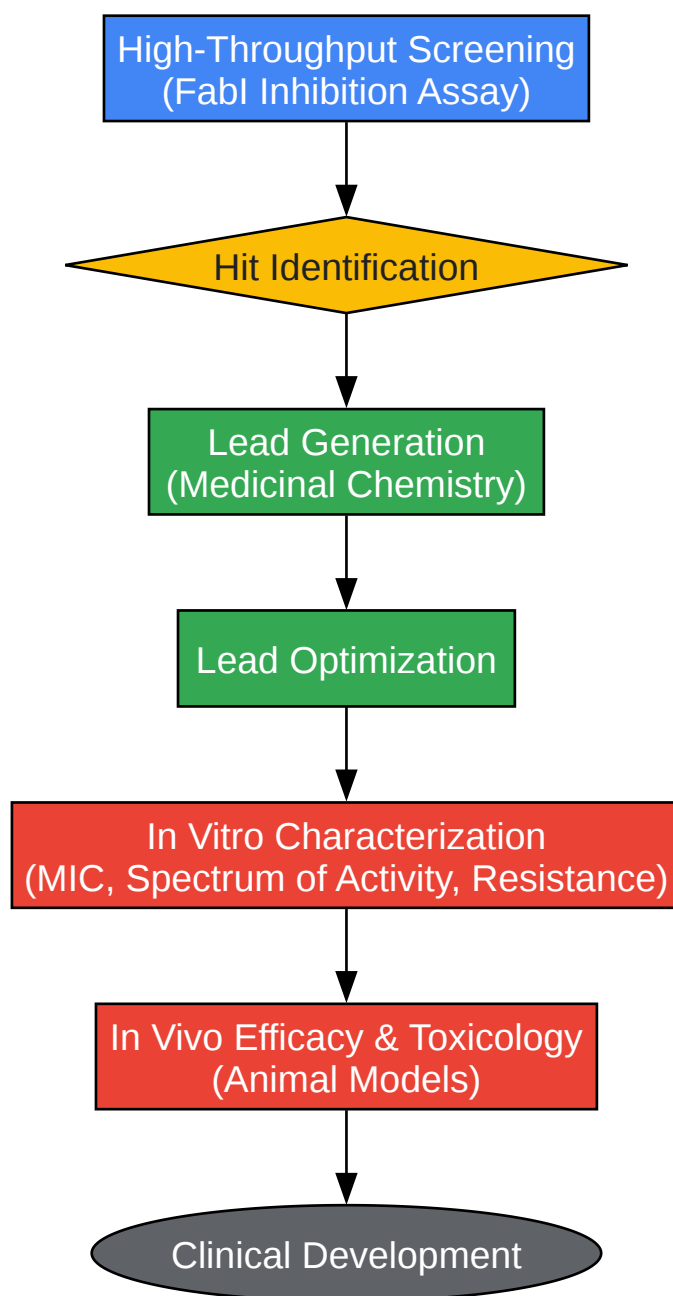 High-Throughput Screening
(FabI Inhibition Assay)
Hit Identification
Lead Generation
(Medicinal Chemistry)
Lead Optimization
In Vitro Characterization
(MIC, Spectrum of Activity, Resistance)
In Vivo Efficacy & Toxicology
(Animal Models)
Clinical Development